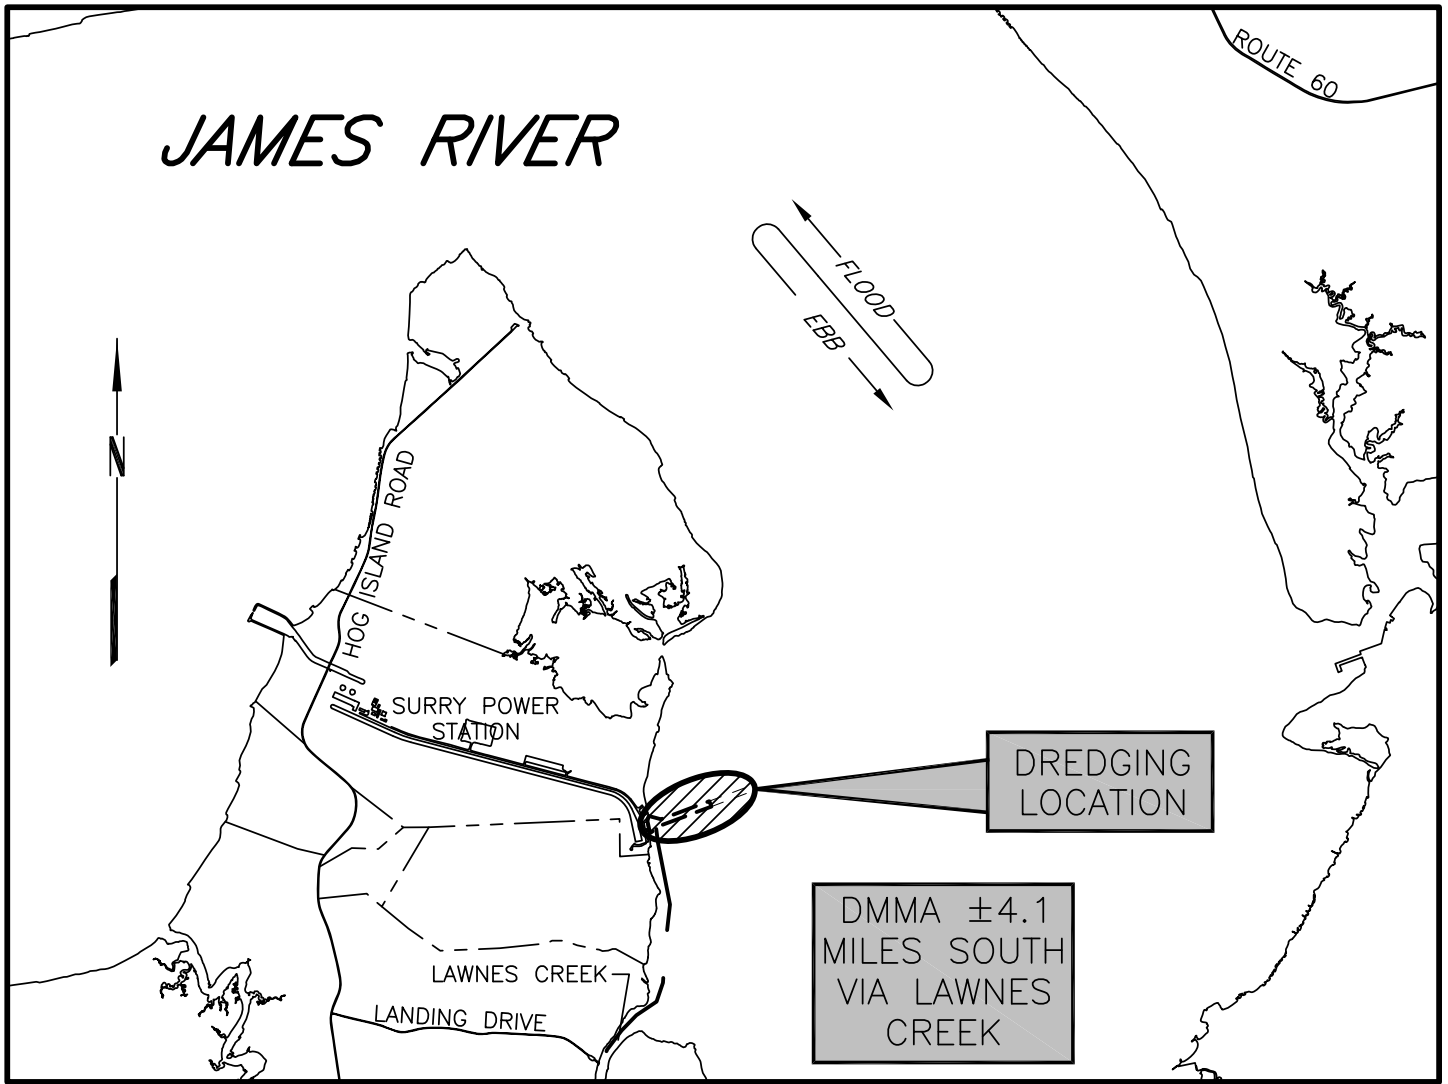 ROUTE 60
JAMES RIVER
FLOOD
EBB
N
HOG ISLAND ROAD
SURRY POWER
STATION
DREDGING
LOCATION
DMMA ±4.1
MILES SOUTH
VIA LAWNES
CREEK
LAWNES CREEK
LANDING DRIVE